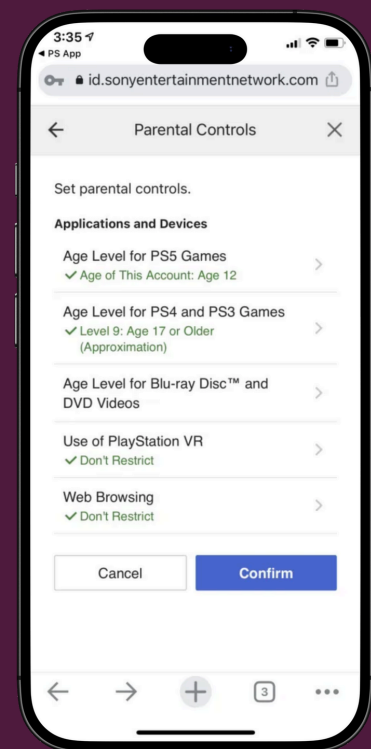 3:35
◀ PS App
id.sonyentertainmentnetwork.com
Parental Controls
Set parental controls.
Applications and Devices
Age Level for PS5 Games
✓ Age of This Account: Age 12
Age Level for PS4 and PS3 Games
✓ Level 9: Age 17 or Older
(Approximation)
Age Level for Blu-ray Disc™ and
DVD Videos
Use of PlayStation VR
✓ Don't Restrict
Web Browsing
✓ Don't Restrict
Cancel
Confirm
3